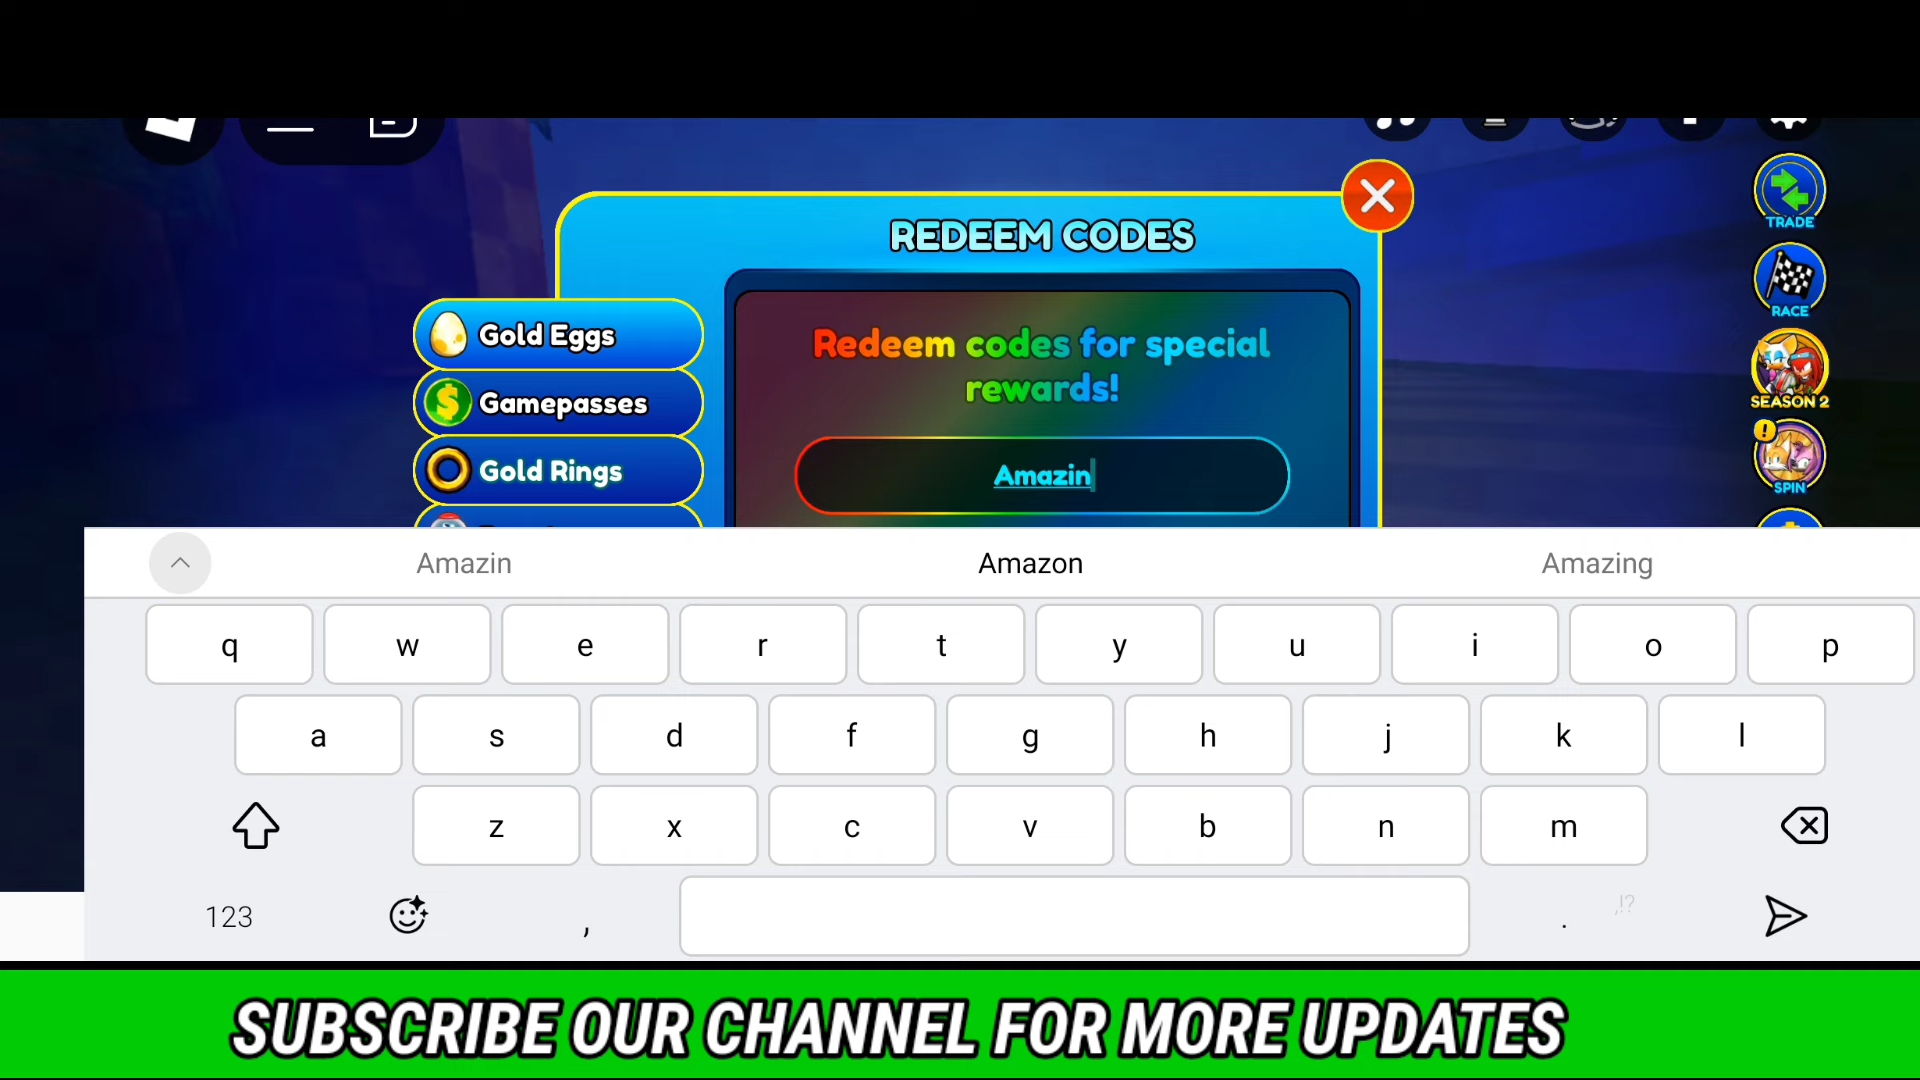 REDEEM CODES
TRADE
RACE
SEASON 2
!
SPIN
Gold Eggs
$ Gamepasses
Gold Rings
Redeem codes for special
rewards!
Amazin
Amazin Amazon Amazing
q w e r t y u i o p
a s d f g h j k l
z x c v b n m
123 , . ,!?
SUBSCRIBE OUR CHANNEL FOR MORE UPDATES